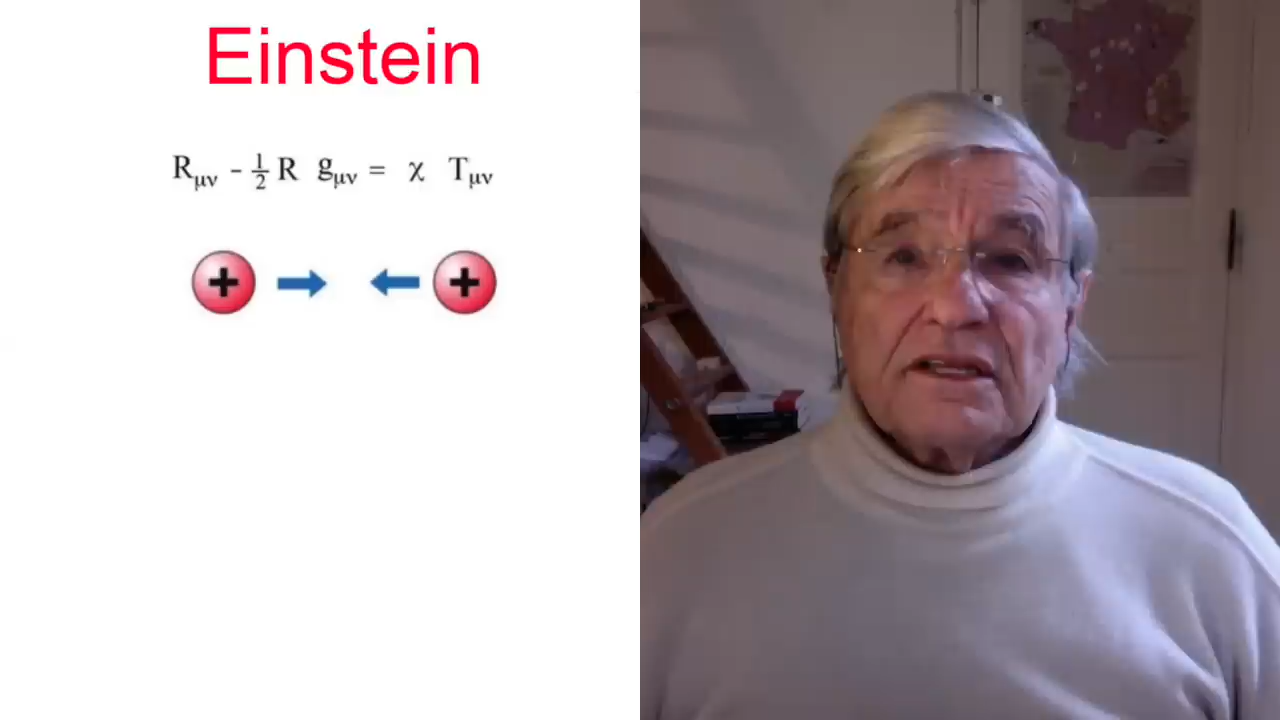 Einstein
Rμν - 1/2 R gμν = χ Tμν
+ +